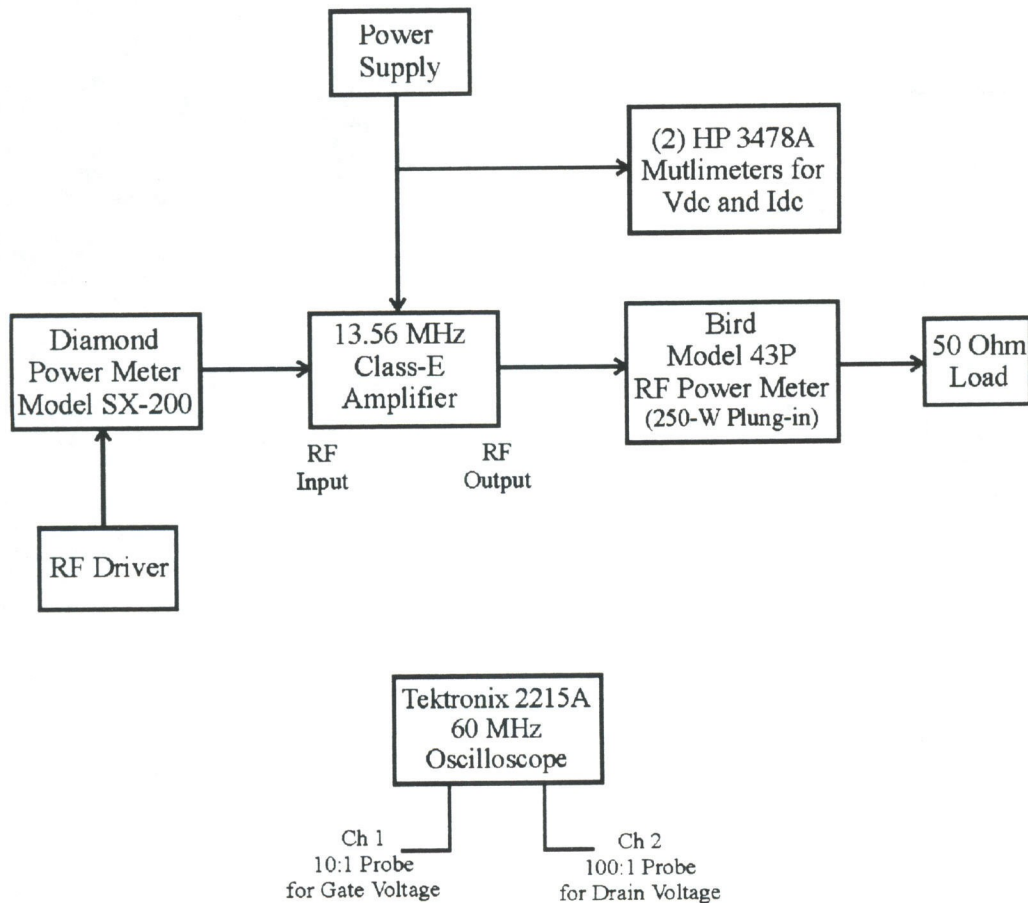 Power
Supply
(2) HP 3478A
Mutlimeters for
Vdc and Idc
Diamond
Power Meter
Model SX-200
13.56 MHz
Class-E
Amplifier
Bird
Model 43P
RF Power Meter
(250-W Plung-in)
50 Ohm
Load
RF
Input
RF
Output
RF Driver
Tektronix 2215A
60 MHz
Oscilloscope
Ch 1
10:1 Probe
for Gate Voltage
Ch 2
100:1 Probe
for Drain Voltage